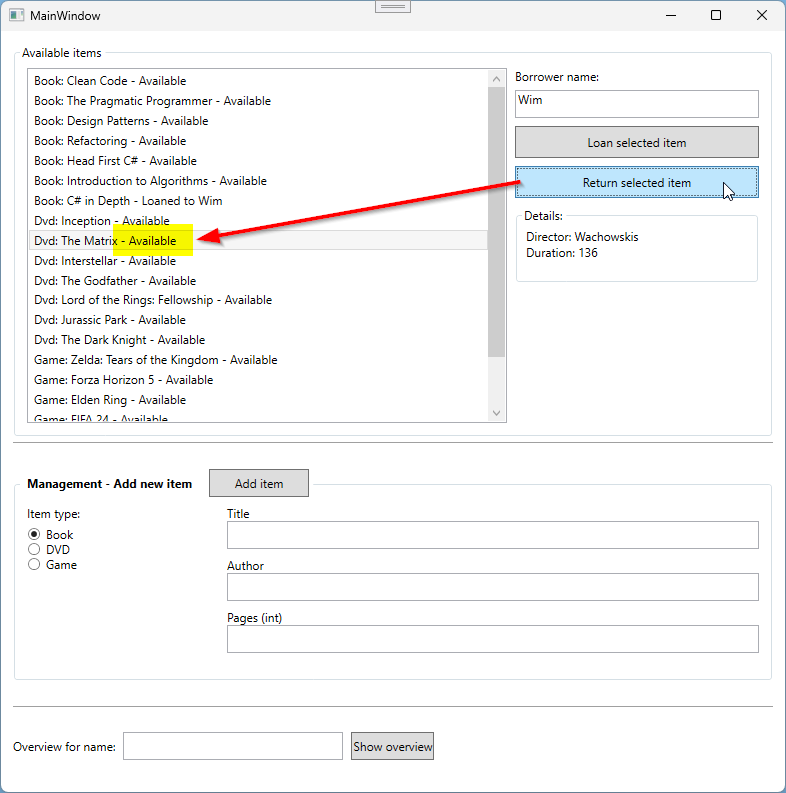 MainWindow
Available items
Book: Clean Code - Available
Book: The Pragmatic Programmer - Available
Book: Design Patterns - Available
Book: Refactoring - Available
Book: Head First C# - Available
Book: Introduction to Algorithms - Available
Book: C# in Depth - Loaned to Wim
Dvd: Inception - Available
Dvd: The Matrix - Available
Dvd: Interstellar - Available
Dvd: The Godfather - Available
Dvd: Lord of the Rings: Fellowship - Available
Dvd: Jurassic Park - Available
Dvd: The Dark Knight - Available
Game: Zelda: Tears of the Kingdom - Available
Game: Forza Horizon 5 - Available
Game: Elden Ring - Available
Game: FIFA 24 - Available
Borrower name:
Wim
Loan selected item
Return selected item
Details:
Director: Wachowskis
Duration: 136
Management - Add new item
Add item
Item type:
Book
DVD
Game
Title
Author
Pages (int)
Overview for name:
Show overview